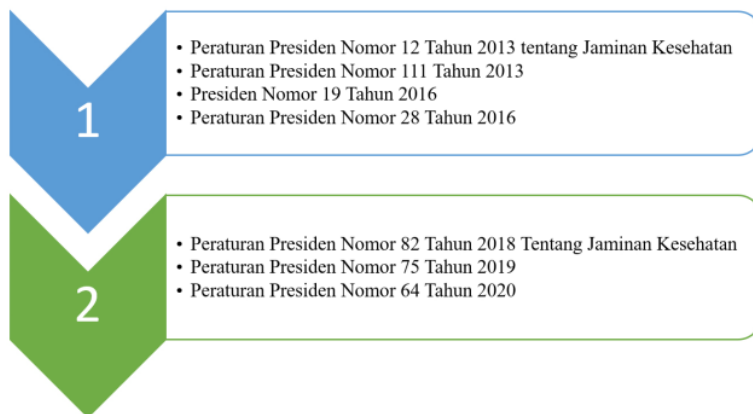 1
• Peraturan Presiden Nomor 12 Tahun 2013 tentang Jaminan Kesehatan
• Peraturan Presiden Nomor 111 Tahun 2013
• Presiden Nomor 19 Tahun 2016
• Peraturan Presiden Nomor 28 Tahun 2016
2
• Peraturan Presiden Nomor 82 Tahun 2018 Tentang Jaminan Kesehatan
• Peraturan Presiden Nomor 75 Tahun 2019
• Peraturan Presiden Nomor 64 Tahun 2020